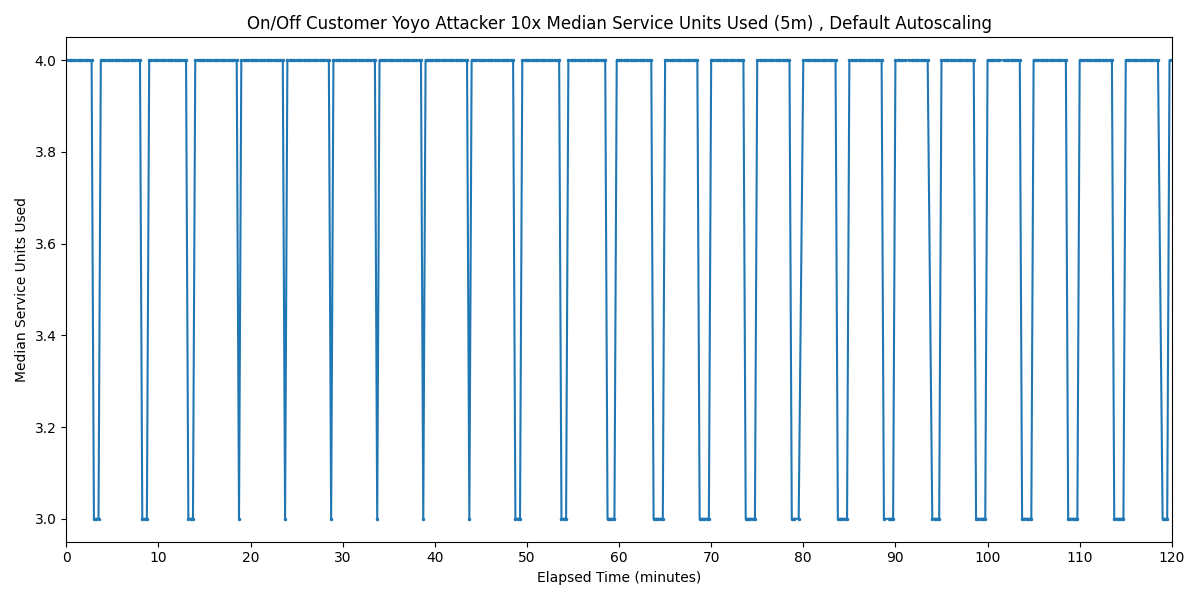 On/Off Customer Yoyo Attacker 10x Median Service Units Used (5m) , Default Autoscaling
4.0
3.8
3.6
3.4
3.2
3.0
Median Service Units Used
0 10 20 30 40 50 60 70 80 90 100 110 120
Elapsed Time (minutes)